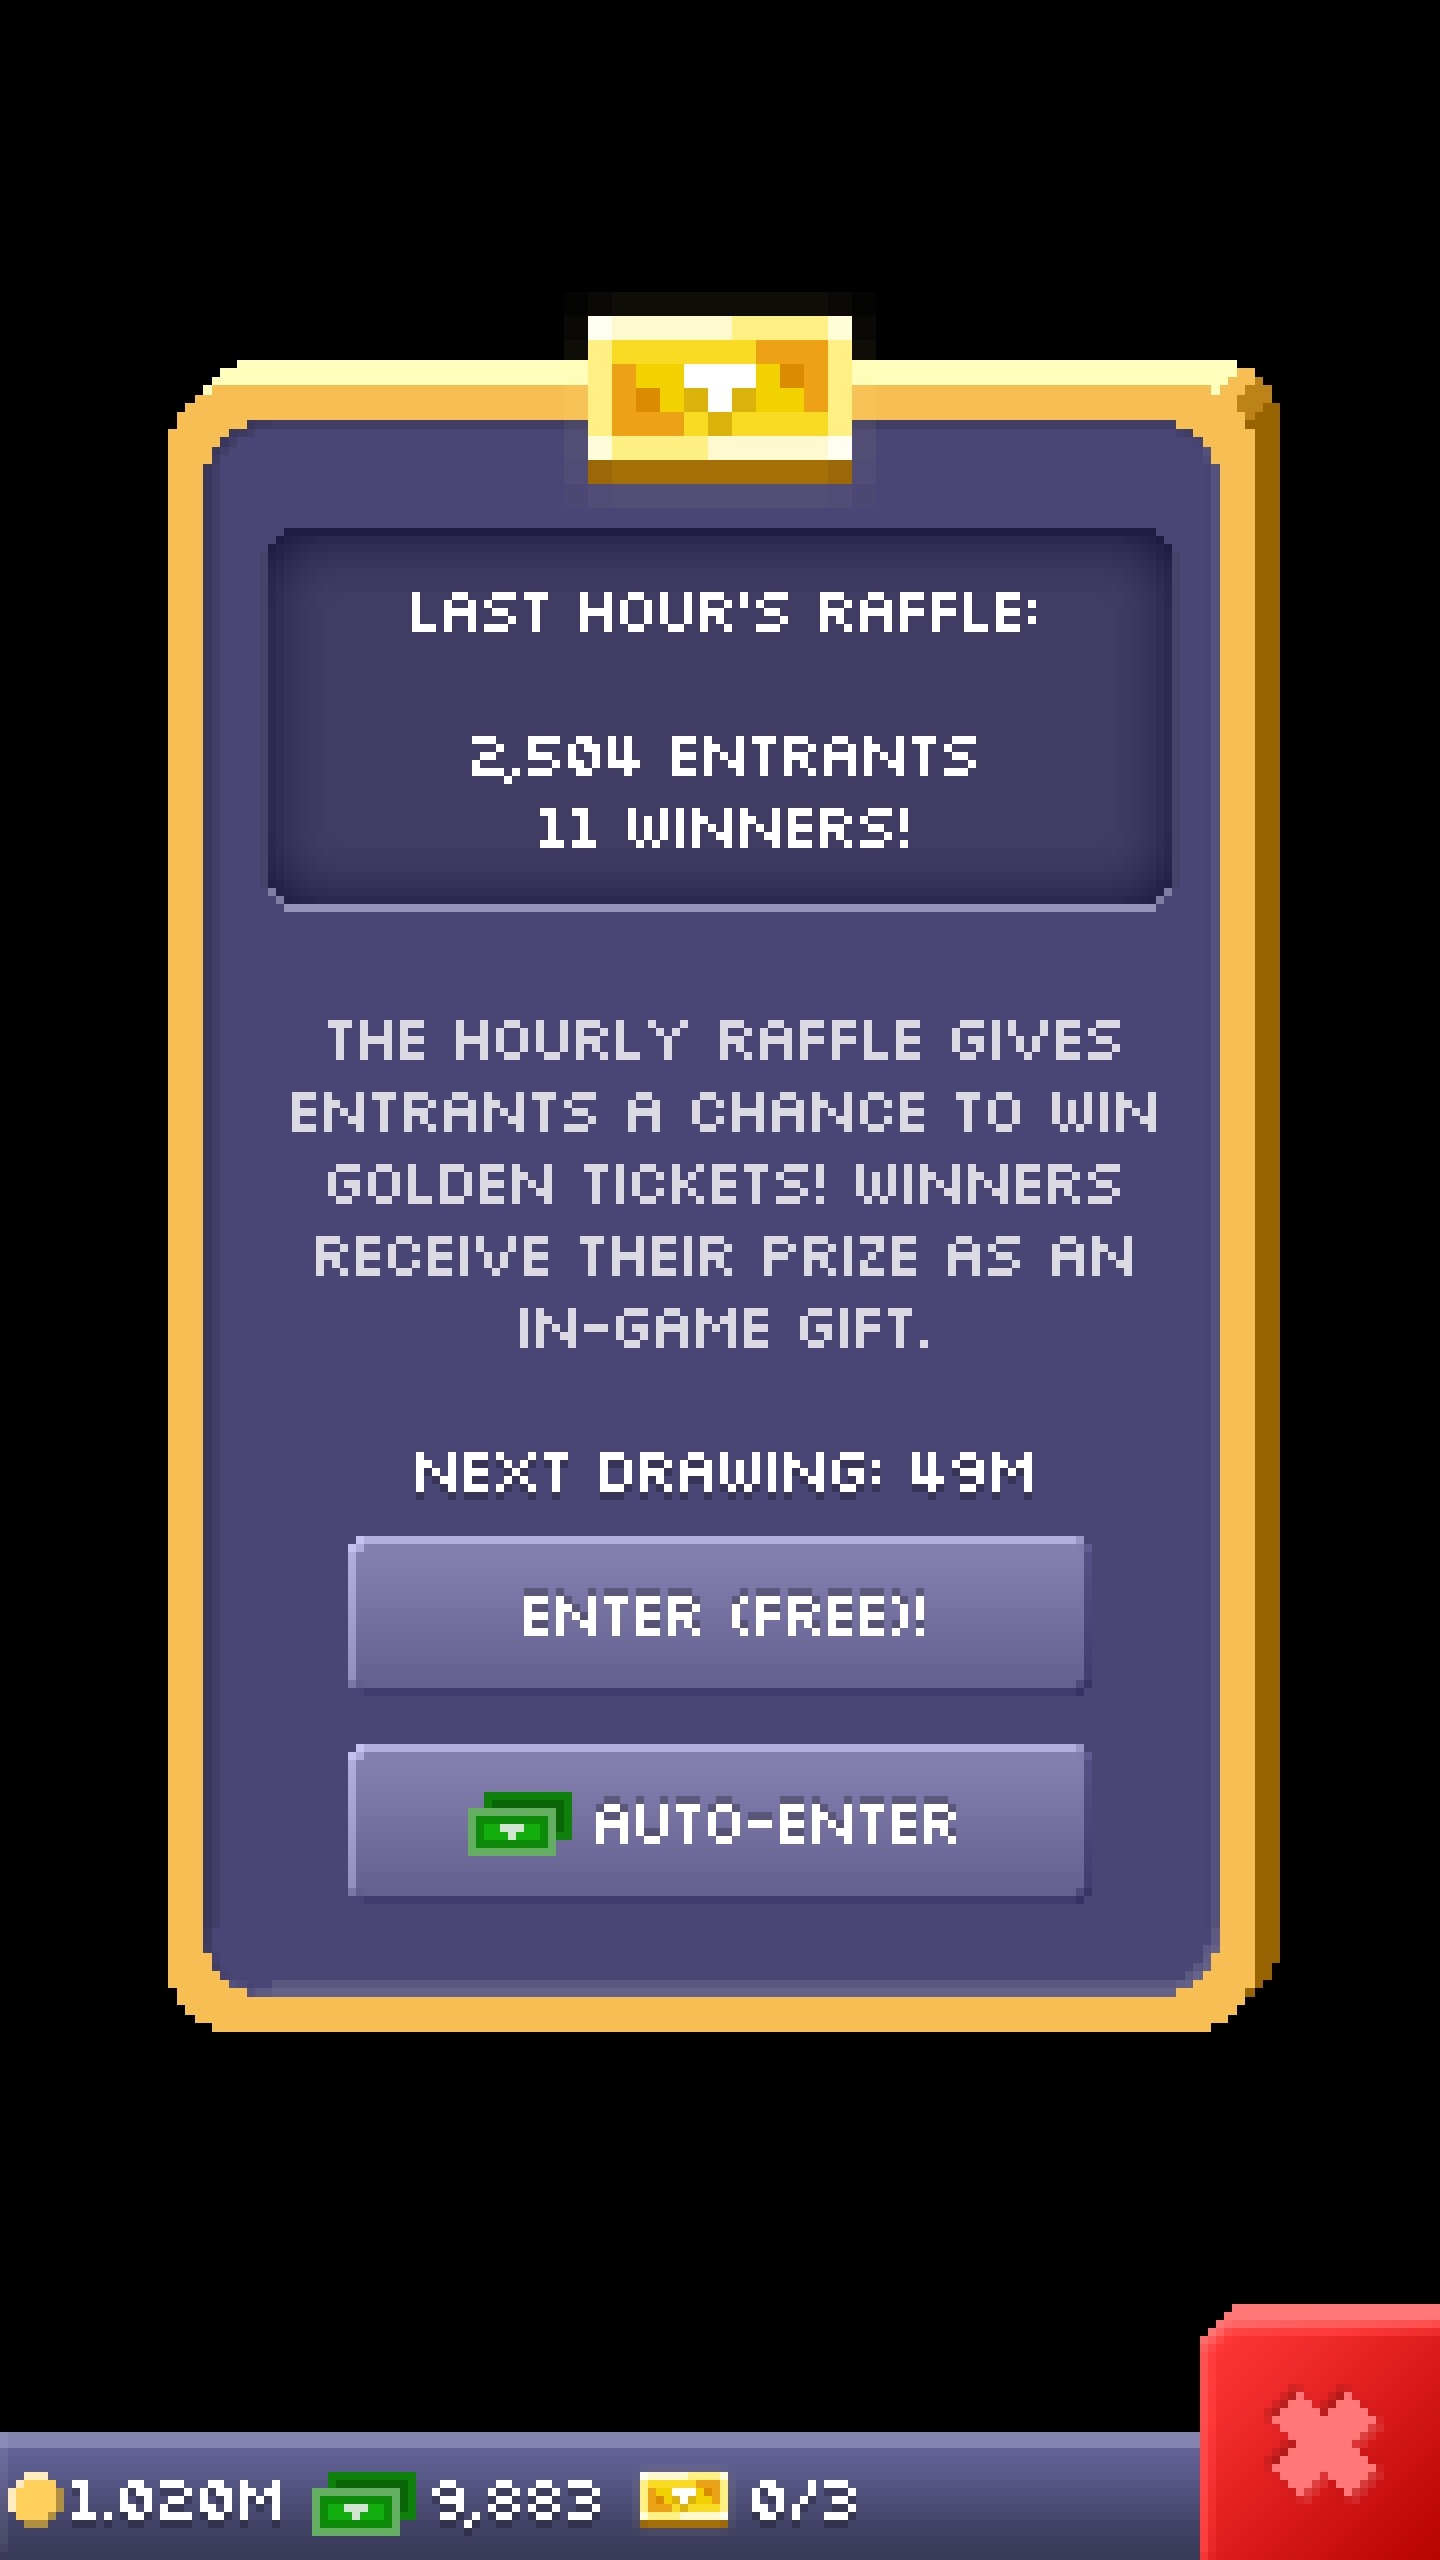 LAST HOUR'S RAFFLE:
2,504 ENTRANTS
11 WINNERS!
THE HOURLY RAFFLE GIVES
ENTRANTS A CHANCE TO WIN
GOLDEN TICKETS! WINNERS
RECEIVE THEIR PRIZE AS AN
IN-GAME GIFT.
NEXT DRAWING: 49M
ENTER (FREE)!
AUTO-ENTER
1.020M 9,883 0/3